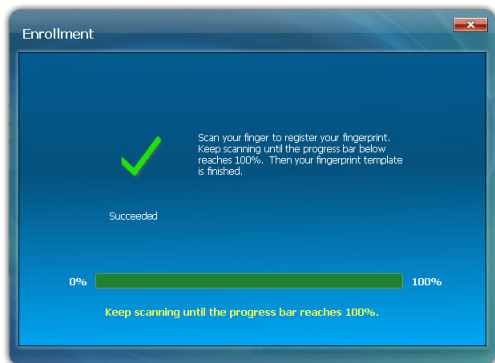 Enrollment
Scan your finger to register your fingerprint.
Keep scanning until the progress bar below
reaches 100%. Then your fingerprint template
is finished.
Succeeded
0% 100%
Keep scanning until the progress bar reaches 100%.